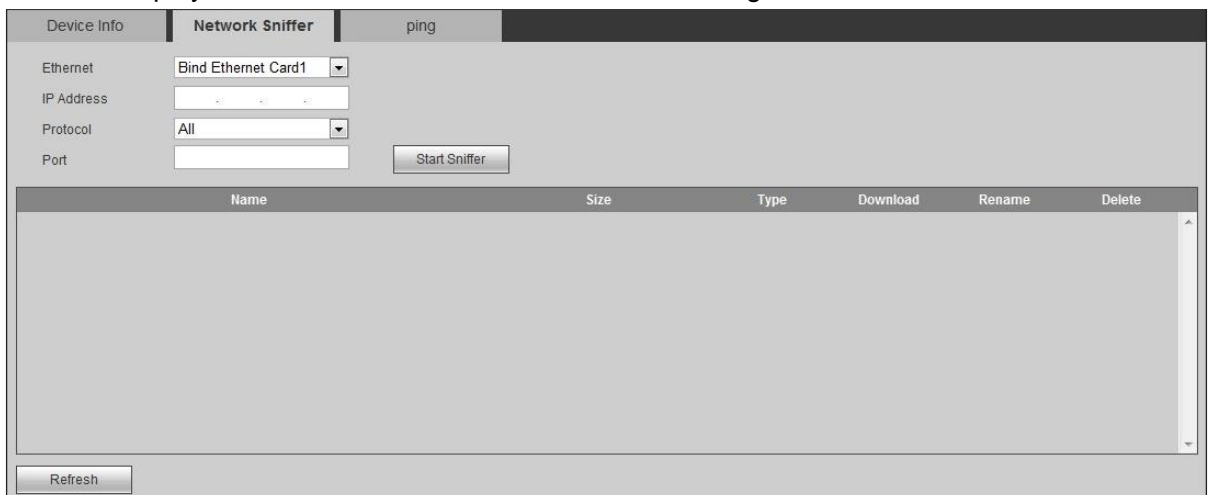 Device Info Network Sniffer ping
Ethernet Bind Ethernet Card1
IP Address . . .
Protocol All
Port Start Sniffer
Name Size Type Download Rename Delete
Refresh